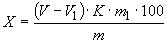 X = (V − V₁) · K · m₁ · 100 / m